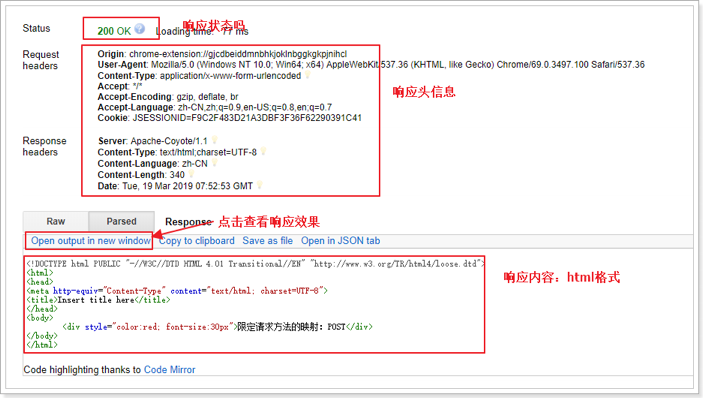 Status
200 OK
Loading time: 77 ms
响应状态吗
Request headers
Origin: chrome-extension://gjcdbeiddmnbhkjoklnbggkgkpjnihcl
User-Agent: Mozilla/5.0 (Windows NT 10.0; Win64; x64) AppleWebKit/537.36 (KHTML, like Gecko) Chrome/69.0.3497.100 Safari/537.36
Content-Type: application/x-www-form-urlencoded
Accept: "*/"
Accept-Encoding: gzip, deflate, br
Accept-Language: zh-CN,zh;q=0.9,en-US;q=0.8,en;q=0.7
Cookie: JSESSIONID=F9C2F483D21A3DBF3F36F62290391C41
响应头信息
Response headers
Server: Apache-Coyote/1.1
Content-Type: text/html;charset=UTF-8
Content-Language: zh-CN
Content-Length: 340
Date: Tue, 19 Mar 2019 07:52:53 GMT
Raw
Parsed
Response
点击查看响应效果
Open output in new window Copy to clipboard Save as file Open in JSON tab
<!DOCTYPE html PUBLIC "-//W3C//DTD HTML 4.01 Transitional//EN" "http://www.w3.org/TR/html4/loose.dtd">
<html>
<head>
<meta http-equiv="Content-Type" content="text/html; charset=UTF-8">
<title>Insert title here</title>
</head>
<body>
<div style="color:red; font-size:30px">限定请求方法的映射：POST</div>
</body>
</html>
响应内容：html格式
Code highlighting thanks to Code Mirror